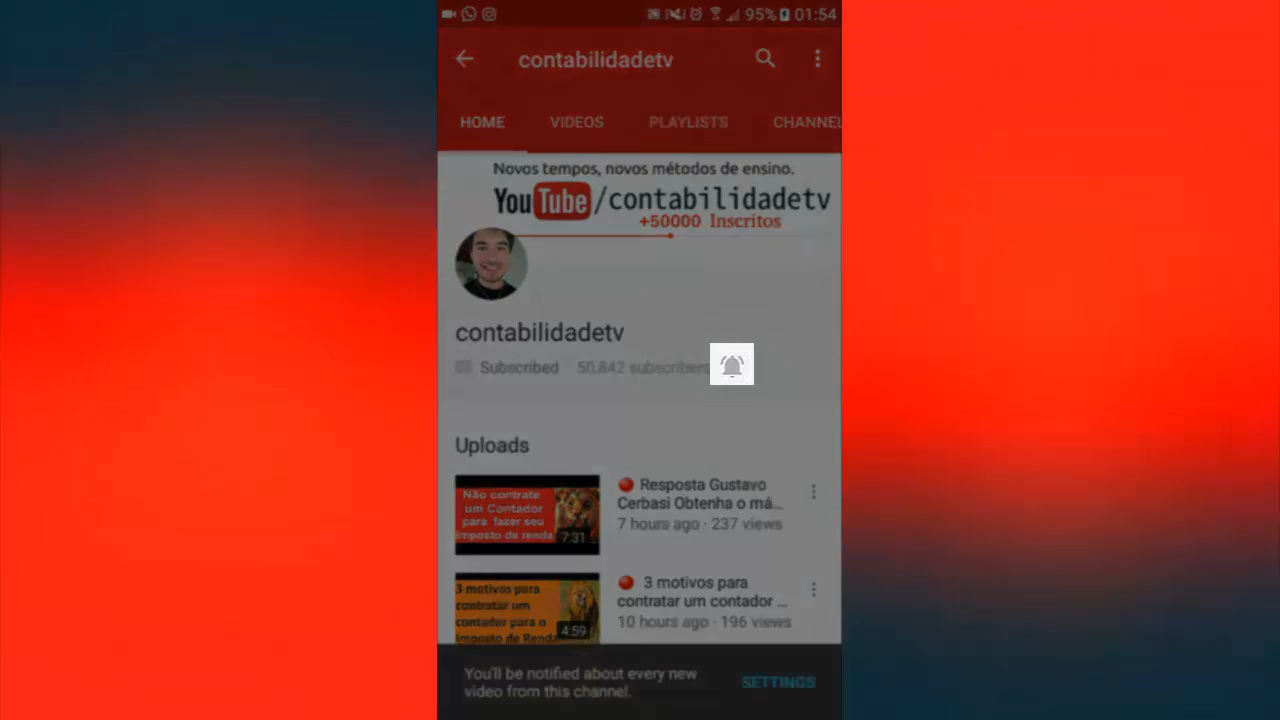 95% 01:54
contabilidadetv
HOME VIDEOS PLAYLISTS CHANNEL
Novos tempos, novos métodos de ensino.
YouTube/contabilidadetv
+50000 Inscritos
contabilidadetv
Subscribed 50,842 subscribers
Uploads
Não contrate
um Contador
para fazer seu
imposto da renda
7:31
Resposta Gustavo
Cerbasi Obtenha o má...
7 hours ago · 237 views
3 motivos para
contratar um
contador para o
Imposto de Renda
4:59
3 motivos para
contratar um contador ...
10 hours ago · 196 views
You'll be notified about every new
video from this channel.
SETTINGS